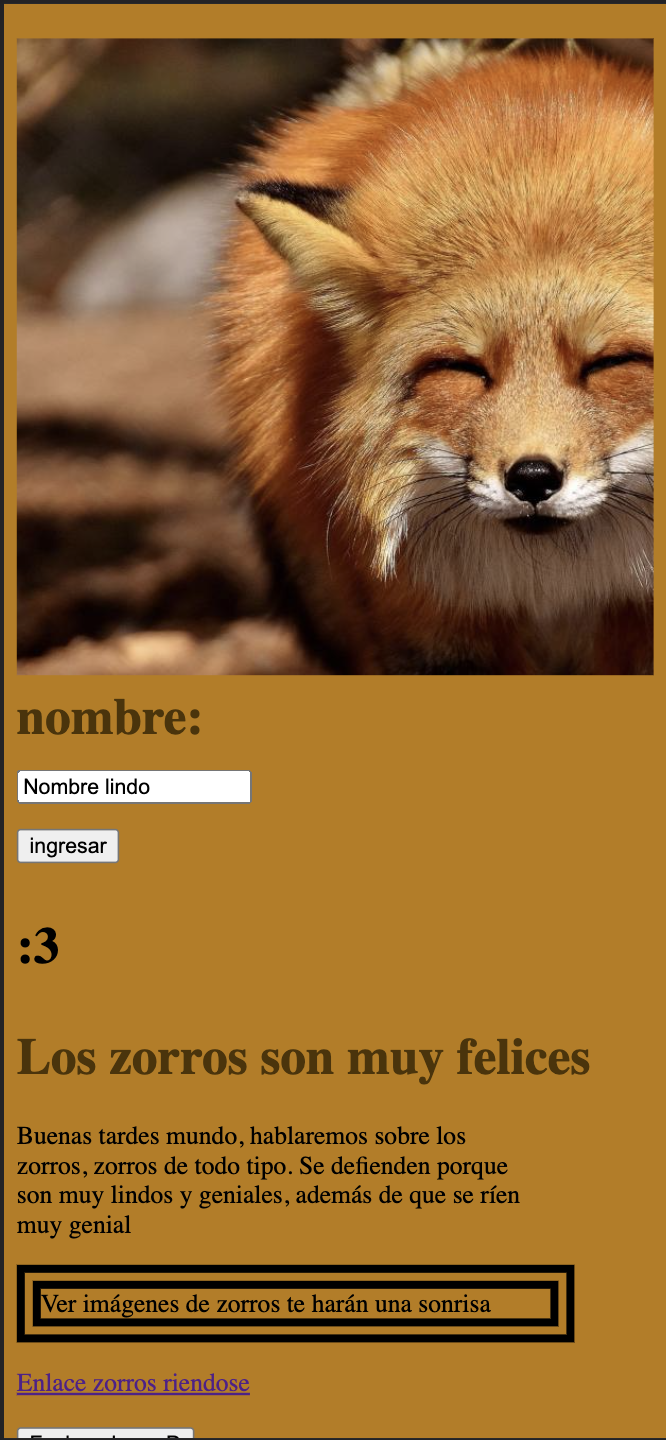 nombre:
Nombre lindo
ingresar
:3
Los zorros son muy felices
Buenas tardes mundo, hablaremos sobre los
zorros, zorros de todo tipo. Se defienden porque
son muy lindos y geniales, además de que se ríen
muy genial
Ver imágenes de zorros te harán una sonrisa
Enlace zorros riendose